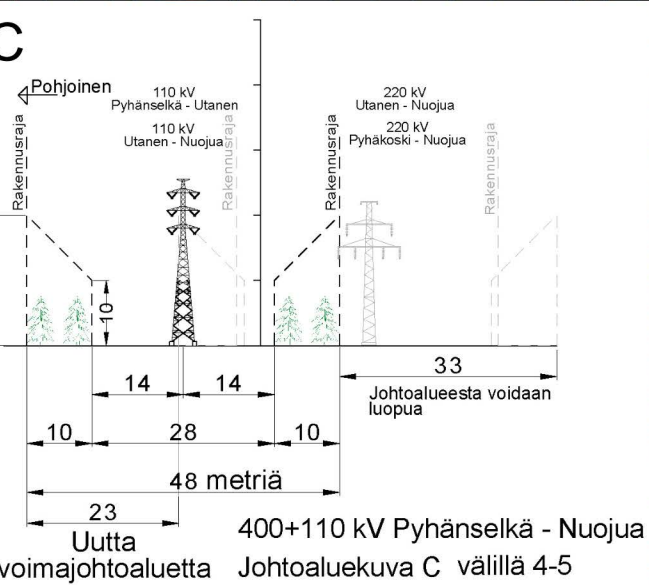 C
Pohjoinen
110 kV
Pyhänselkä - Utanen
110 kV
Utanen - Nuojua
220 kV
Utanen - Nuojua
220 kV
Pyhäkoski - Nuojua
Rakennusraja
Rakennusraja
Rakennusraja
Rakennusraja
10
14
14
33
Johtoalueesta voidaan
luopua
10
28
10
48 metriä
23
Uutta
voimajohtoaluetta
400+110 kV Pyhänselkä - Nuojua
Johtoaluekuva C välillä 4-5